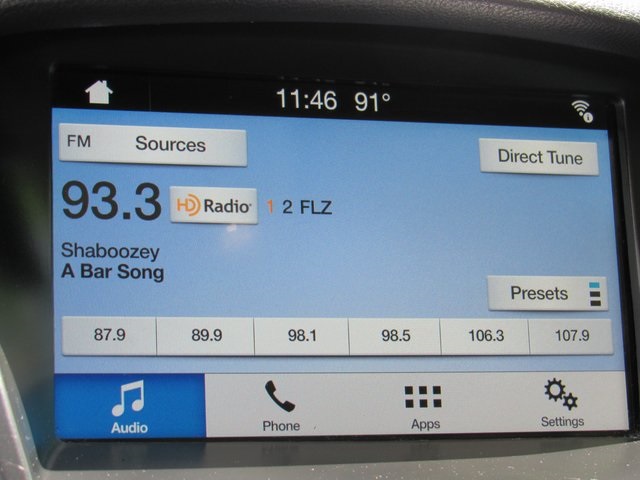 11:46 91°
FM Sources
Direct Tune
93.3 HD Radio 1 2 FLZ
Shaboozey
A Bar Song
Presets
87.9 89.9 98.1 98.5 106.3 107.9
Audio Phone Apps Settings